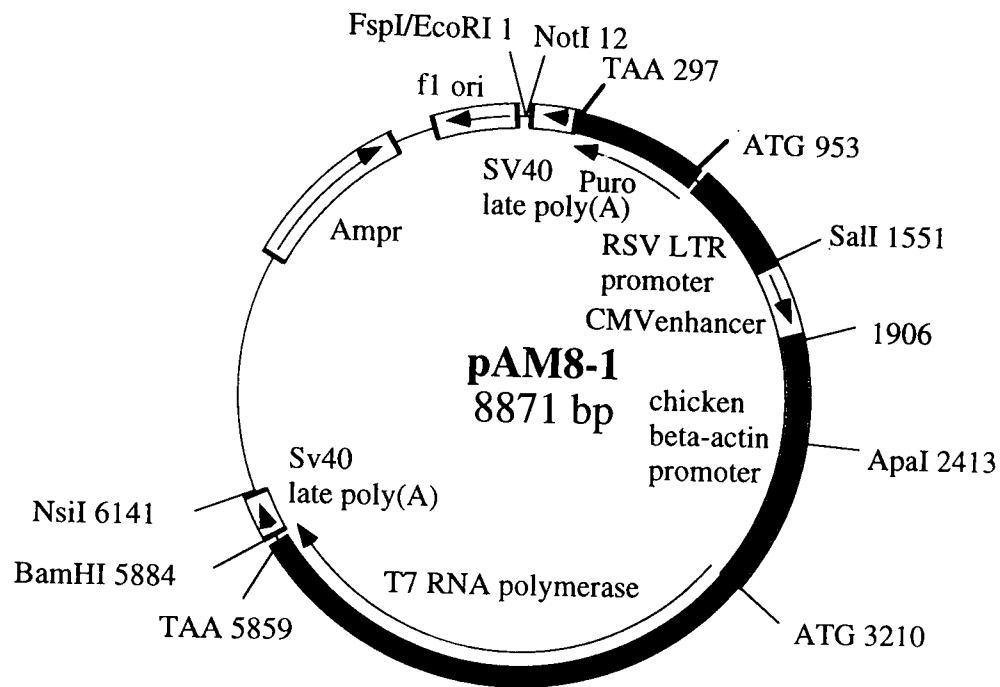 FspI/EcoRI 1
NotI 12
TAA 297
f1 ori
ATG 953
SV40
late poly(A)
Puro
Ampr
RSV LTR
promoter
SalI 1551
CMVenhancer
1906
pAM8-1
8871 bp
chicken
beta-actin
promoter
ApaI 2413
Sv40
late poly(A)
NsiI 6141
BamHI 5884
T7 RNA polymerase
TAA 5859
ATG 3210